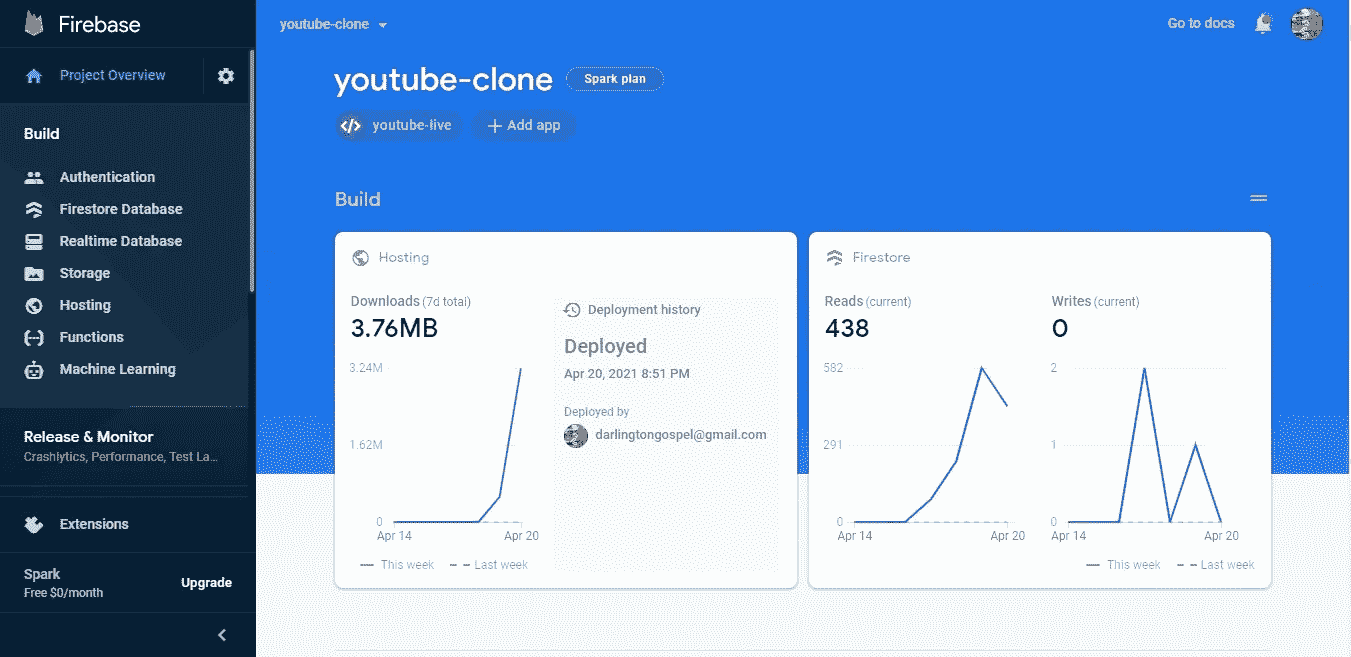 Firebase
Project Overview
Build
Authentication
Firestore Database
Realtime Database
Storage
Hosting
Functions
Machine Learning
Release & Monitor
Crashlytics, Performance, Test La...
Extensions
Spark
Free $0/month
Upgrade
youtube-clone
Go to docs
youtube-clone
Spark plan
youtube-live
Add app
Build
Hosting
Downloads (7d total)
3.76MB
3.24M
1.62M
0
Apr 14
Apr 20
This week
Last week
Deployment history
Deployed
Apr 20, 2021 8:51 PM
Deployed by
darlingtongospel@gmail.com
Firestore
Reads (current)
438
582
291
0
Apr 14
Apr 20
Writes (current)
0
2
1
0
Apr 14
Apr 20
This week
Last week